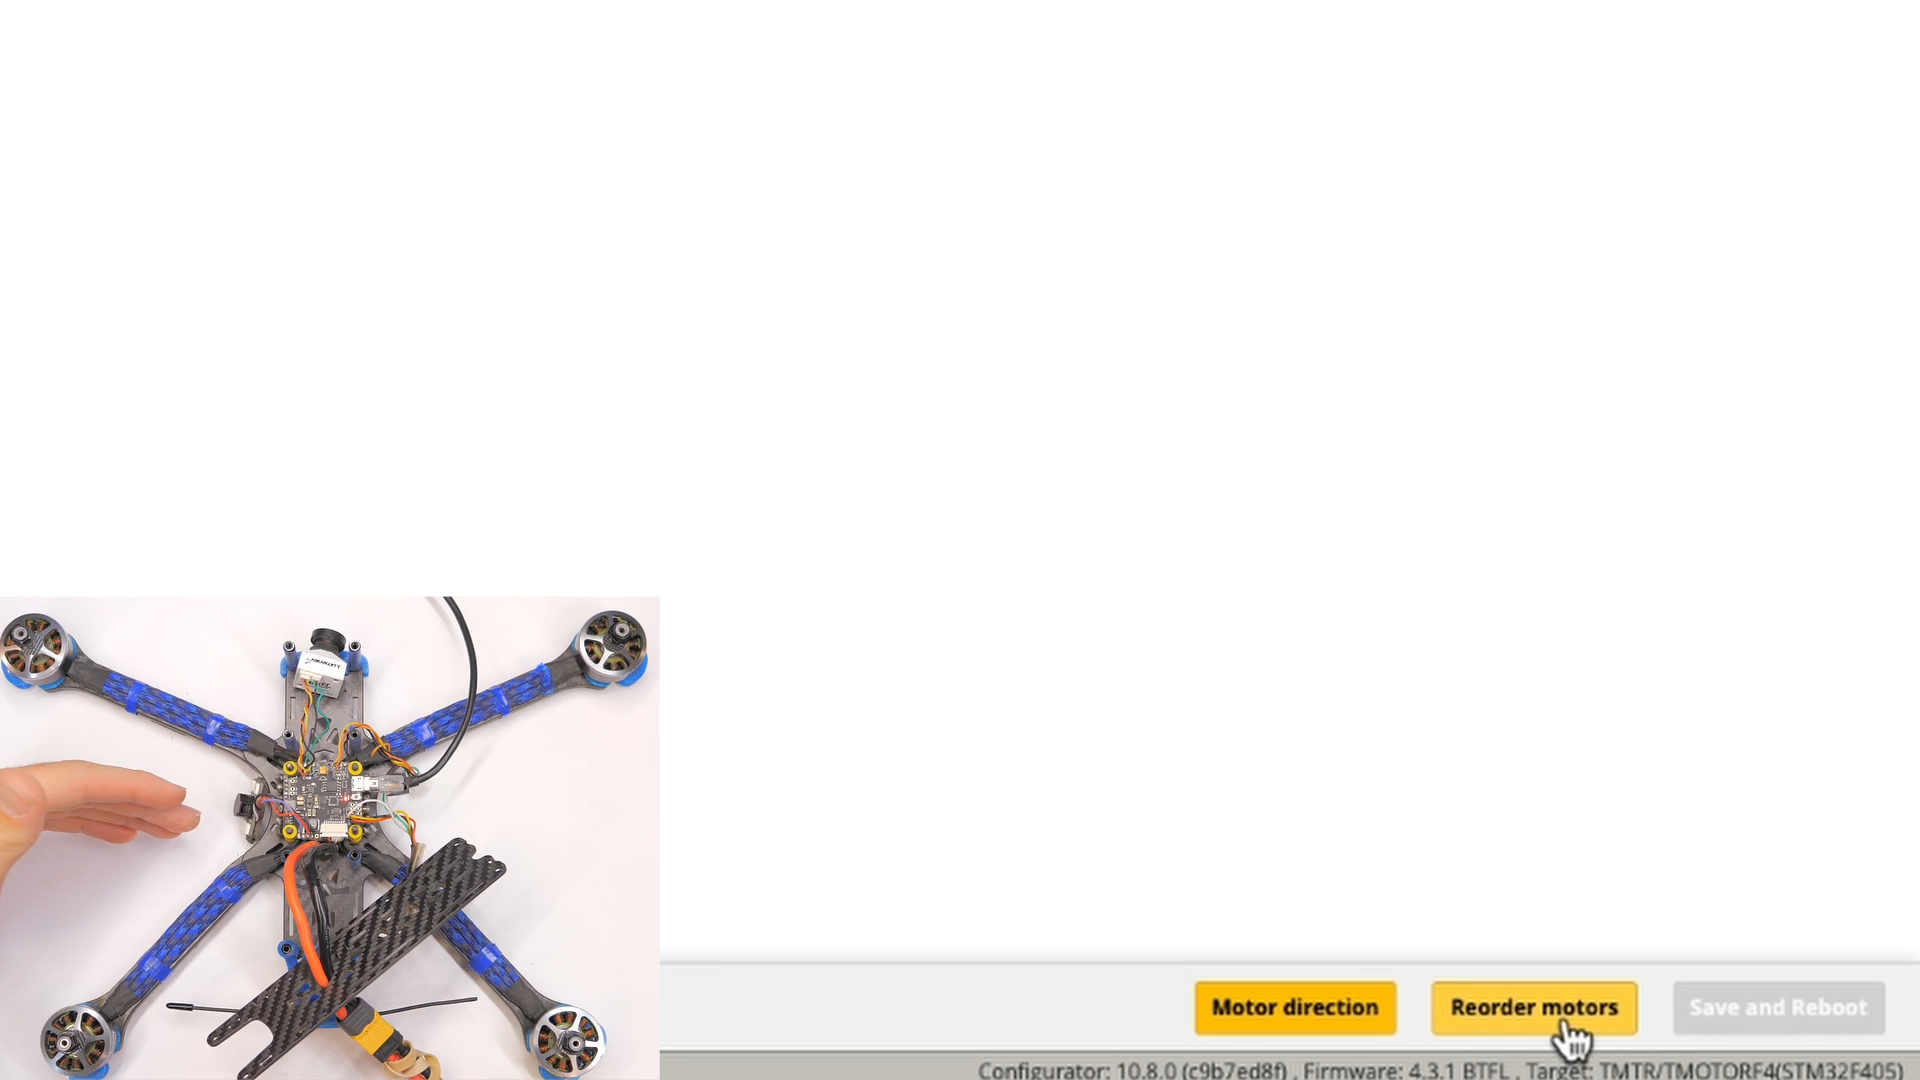 Motor direction
Reorder motors
Save and Reboot
Configurator: 10.8.0 (c9b7ed8f) , Firmware: 4.3.1 BTFL , Target: TMTR/TMOTORF4(STM32F405)